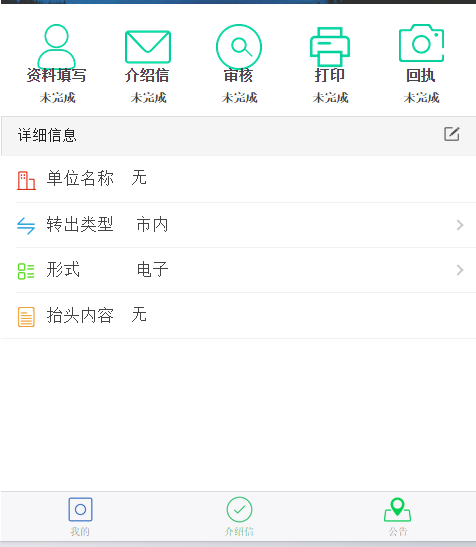 资料填写 介绍信 审核 打印 回执
未完成 未完成 未完成 未完成 未完成
详细信息
单位名称 无
转出类型 市内
形式 电子
抬头内容 无
我的 介绍信 公告